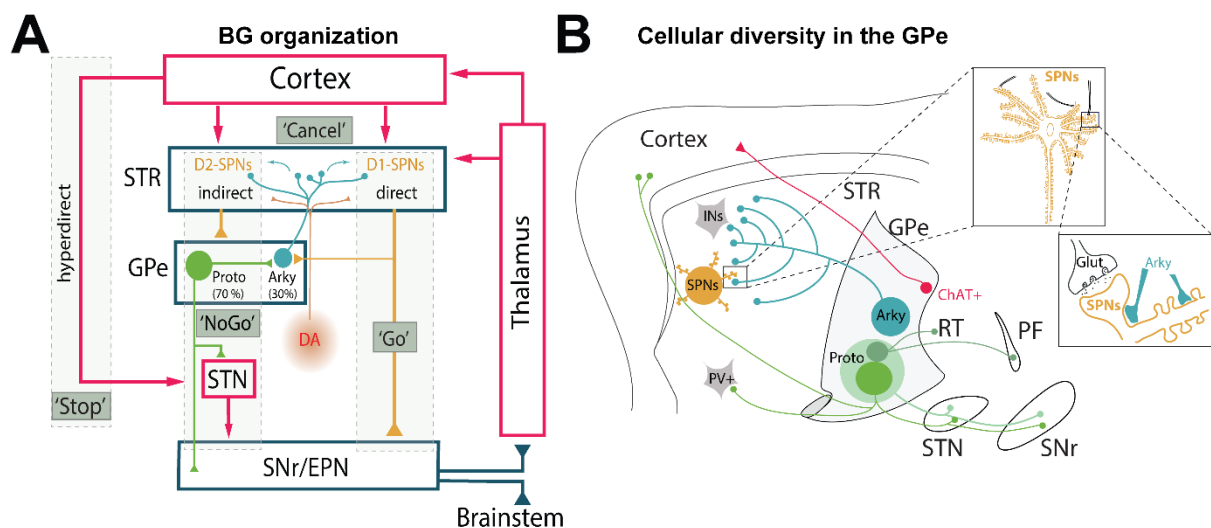 A
BG organization
Cortex
hyperdirect
'Cancel'
STR
D2-SPNs
D1-SPNs
indirect
direct
GPe
Proto
(70 %)
Arky
(30%)
'NoGo'
DA
'Go'
STN
'Stop'
SNr/EPN
Thalamus
Brainstem
B
Cellular diversity in the GPe
Cortex
STR
INs
GPe
SPNs
Arky
ChAT+
RT
PF
Proto
PV+
STN
SNr
SPNs
Glut
Arky
SPNs